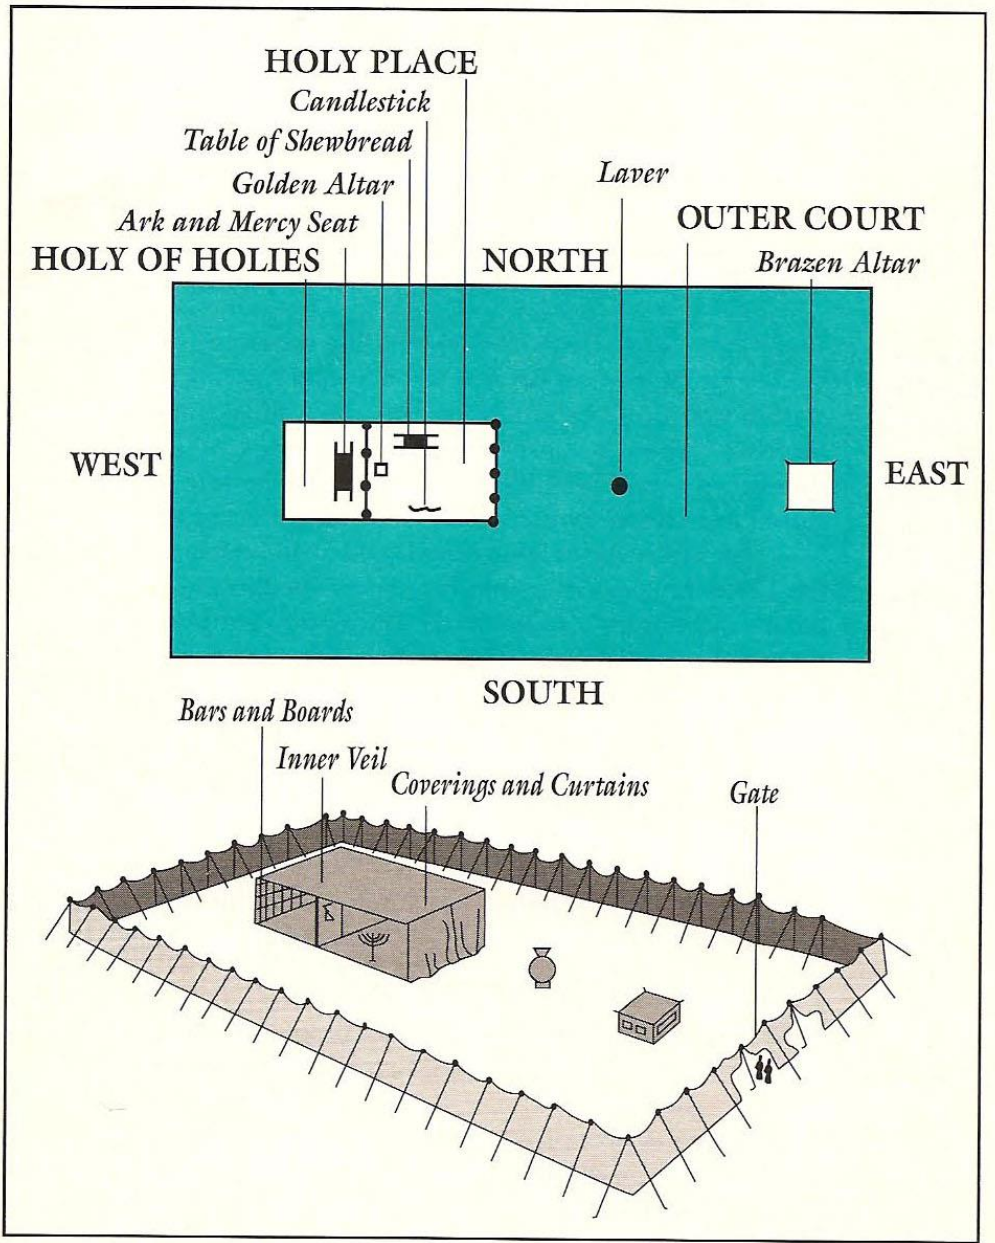 HOLY PLACE
Candlestick
Table of Shewbread
Golden Altar
Ark and Mercy Seat
HOLY OF HOLIES
Laver
OUTER COURT
NORTH
Brazen Altar
WEST
EAST
SOUTH
Bars and Boards
Inner Veil
Coverings and Curtains
Gate